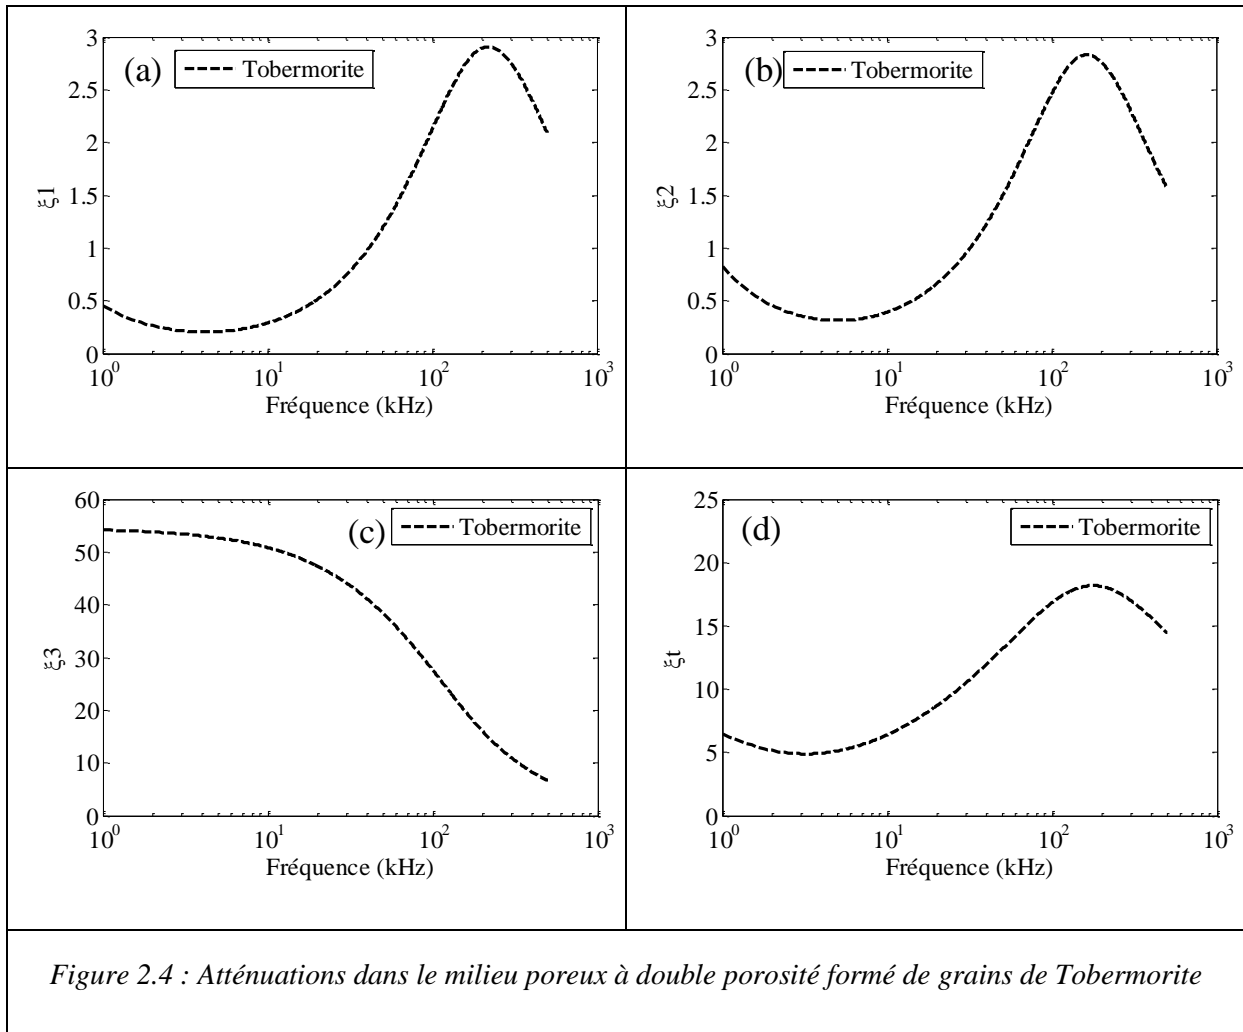 (a)
Tobermorite
3
2.5
2
1.5
1
0.5
0
ξ1
10^0 10^1 10^2 10^3
Fréquence (kHz)
(b)
Tobermorite
3
2.5
2
1.5
1
0.5
0
ξ2
10^0 10^1 10^2 10^3
Fréquence (kHz)
(c)
Tobermorite
60
50
40
30
20
10
0
ξ3
10^0 10^1 10^2 10^3
Fréquence (kHz)
(d)
Tobermorite
25
20
15
10
5
0
ξt
10^0 10^1 10^2 10^3
Fréquence (kHz)
Figure 2.4 : Atténuations dans le milieu poreux à double porosité formé de grains de Tobermorite